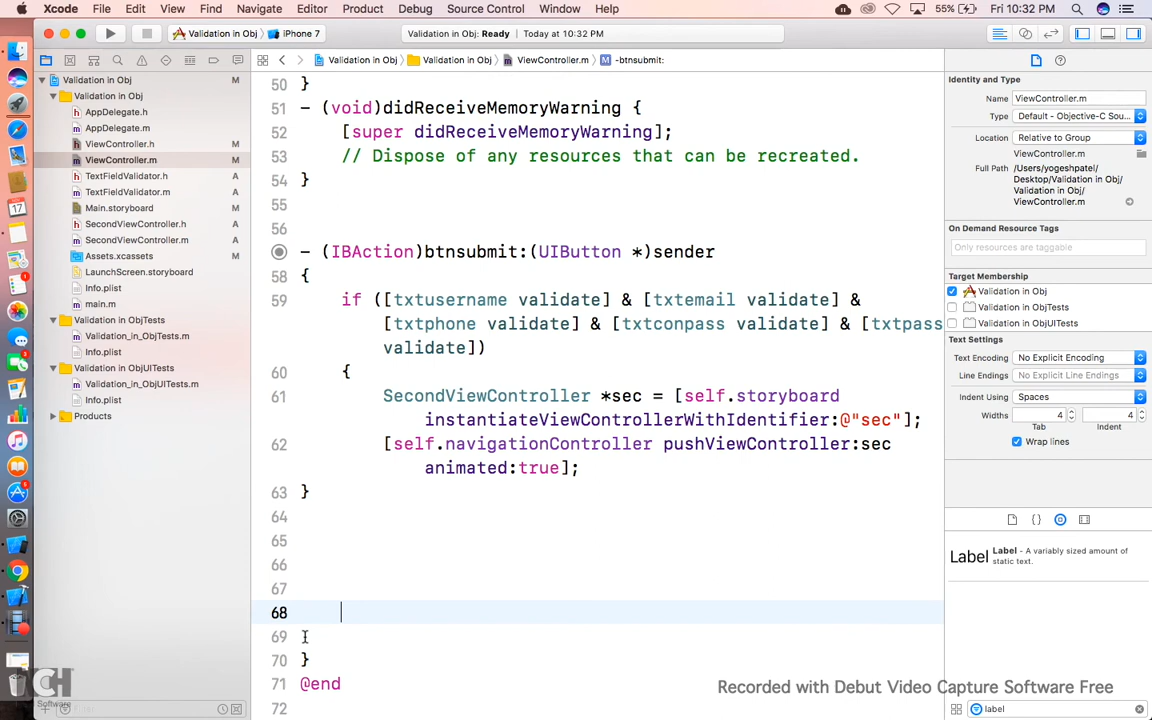 Xcode File Edit View Find Navigate Editor Product Debug Source Control Window Help 55% Fri 10:32 PM
Validation in Obj iPhone 7 Validation in Obj: Ready Today at 10:32 PM
Validation in Obj Validation in Obj ViewController.m M -btnsubmit:
Validation in Obj M
Validation in Obj
AppDelegate.h
AppDelegate.m
ViewController.h M
ViewController.m M
TextFieldValidator.h A
TextFieldValidator.m A
Main.storyboard M
SecondViewController.h A
SecondViewController.m A
Assets.xcassets M
LaunchScreen.storyboard
Info.plist
main.m
Validation in ObjTests
Validation_in_ObjTests.m
Info.plist
Validation in ObjUITests
Validation_in_ObjUITests.m
Info.plist
Products
50 }
51 - (void)didReceiveMemoryWarning {
52 [super didReceiveMemoryWarning];
53 // Dispose of any resources that can be recreated.
54 }
55
56
- (IBAction)btnsubmit:(UIButton *)sender
58 {
59 if ([txtusername validate] & [txtemail validate] &
[txtphone validate] & [txtconpass validate] & [txtpass
validate])
60 {
61 SecondViewController *sec = [self.storyboard
instantiateViewControllerWithIdentifier:@"sec"];
62 [self.navigationController pushViewController:sec
animated:true];
63 }
64
65
66
67
68
69
70 }
71 @end
72
Identity and Type
Name ViewController.m
Type Default - Objective-C Sou...
Location Relative to Group
ViewController.m
Full Path /Users/yogeshpatel/
Desktop/Validation in Obj/
Validation in Obj/
ViewController.m
On Demand Resource Tags
Only resources are taggable
Target Membership
Validation in Obj
Validation in ObjTests
Validation in ObjUITests
Text Settings
Text Encoding No Explicit Encoding
Line Endings No Explicit Line Endings
Indent Using Spaces
Widths 4 4
Tab Indent
Wrap lines
Label Label - A variably sized amount of
static text.
label
Recorded with Debut Video Capture Software Free
NCH
Software